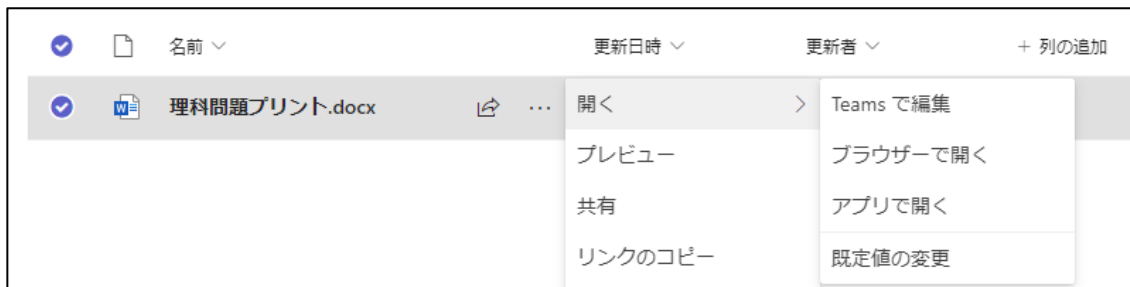 名前 更新日時 更新者 + 列の追加
理科問題プリント.docx ... 開く Teams で編集
プレビュー ブラウザーで開く
共有 アプリで開く
リンクのコピー 既定値の変更